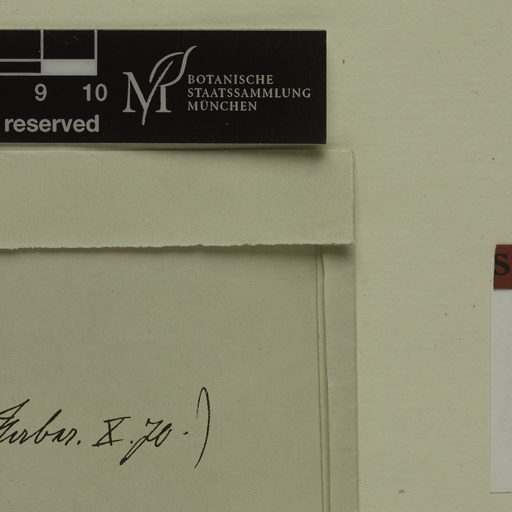 9 10
BOTANISCHE
STAATSSAMMLUNG
MÜNCHEN
reserved
S
Herbar. X. 70.)